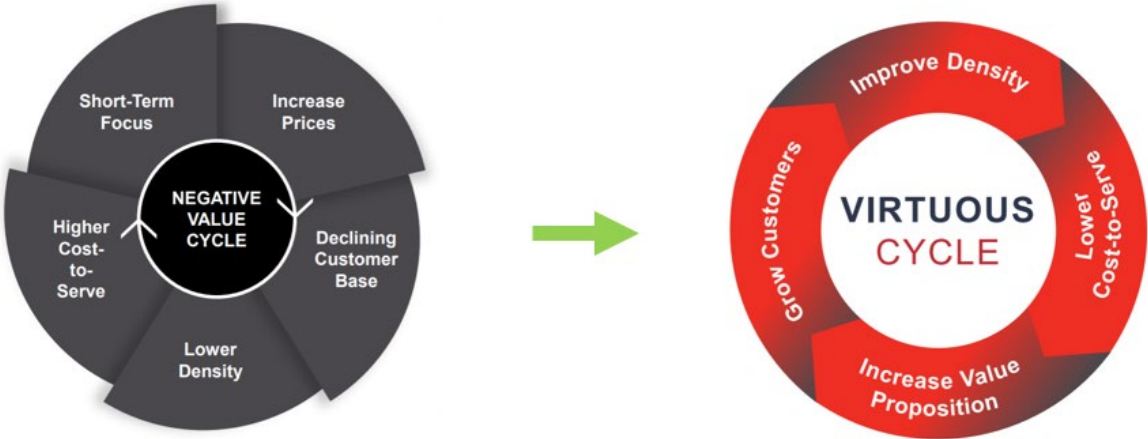 Short-Term
Focus
Increase
Prices
NEGATIVE
VALUE
CYCLE
Higher
Cost-
to-
Serve
Declining
Customer
Base
Lower
Density
Improve Density
Grow Customers
VIRTUOUS
CYCLE
Lower
Cost-to-Serve
Increase Value
Proposition